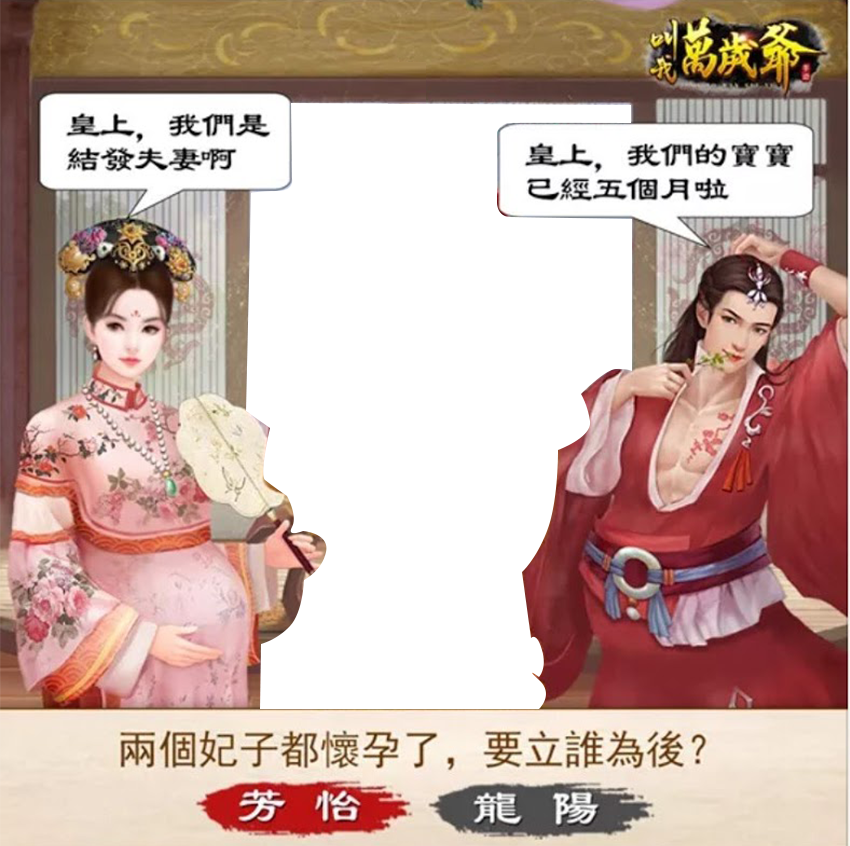 叫我萬歲爺
皇上，我們是
結發夫妻啊
皇上，我們的寶寶
已經五個月啦
兩個妃子都懷孕了，要立誰為後？
芳怡
龍陽